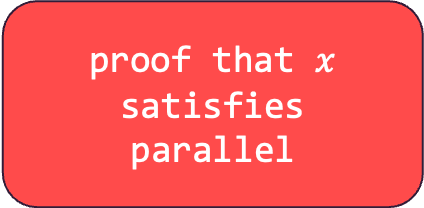 proof that x
satisfies
parallel